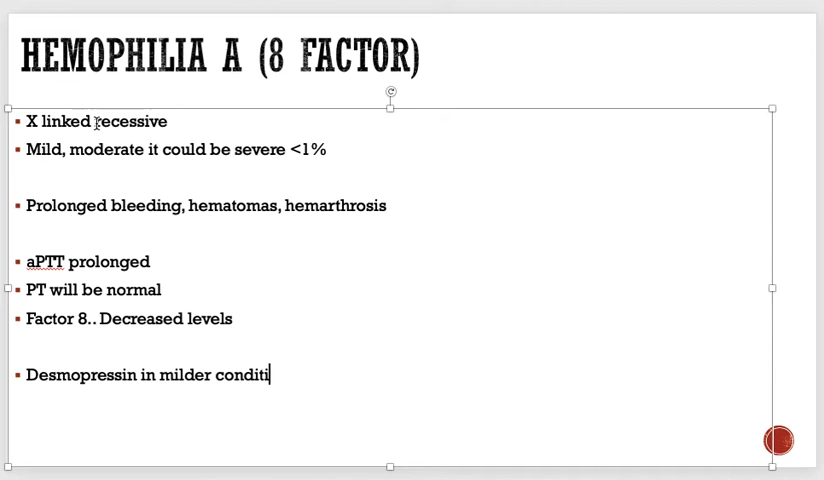 HEMOPHILIA A (8 FACTOR)
X linked recessive
Mild, moderate it could be severe <1%
Prolonged bleeding, hematomas, hemarthrosis
aPTT prolonged
PT will be normal
Factor 8.. Decreased levels
Desmopressin in milder conditi